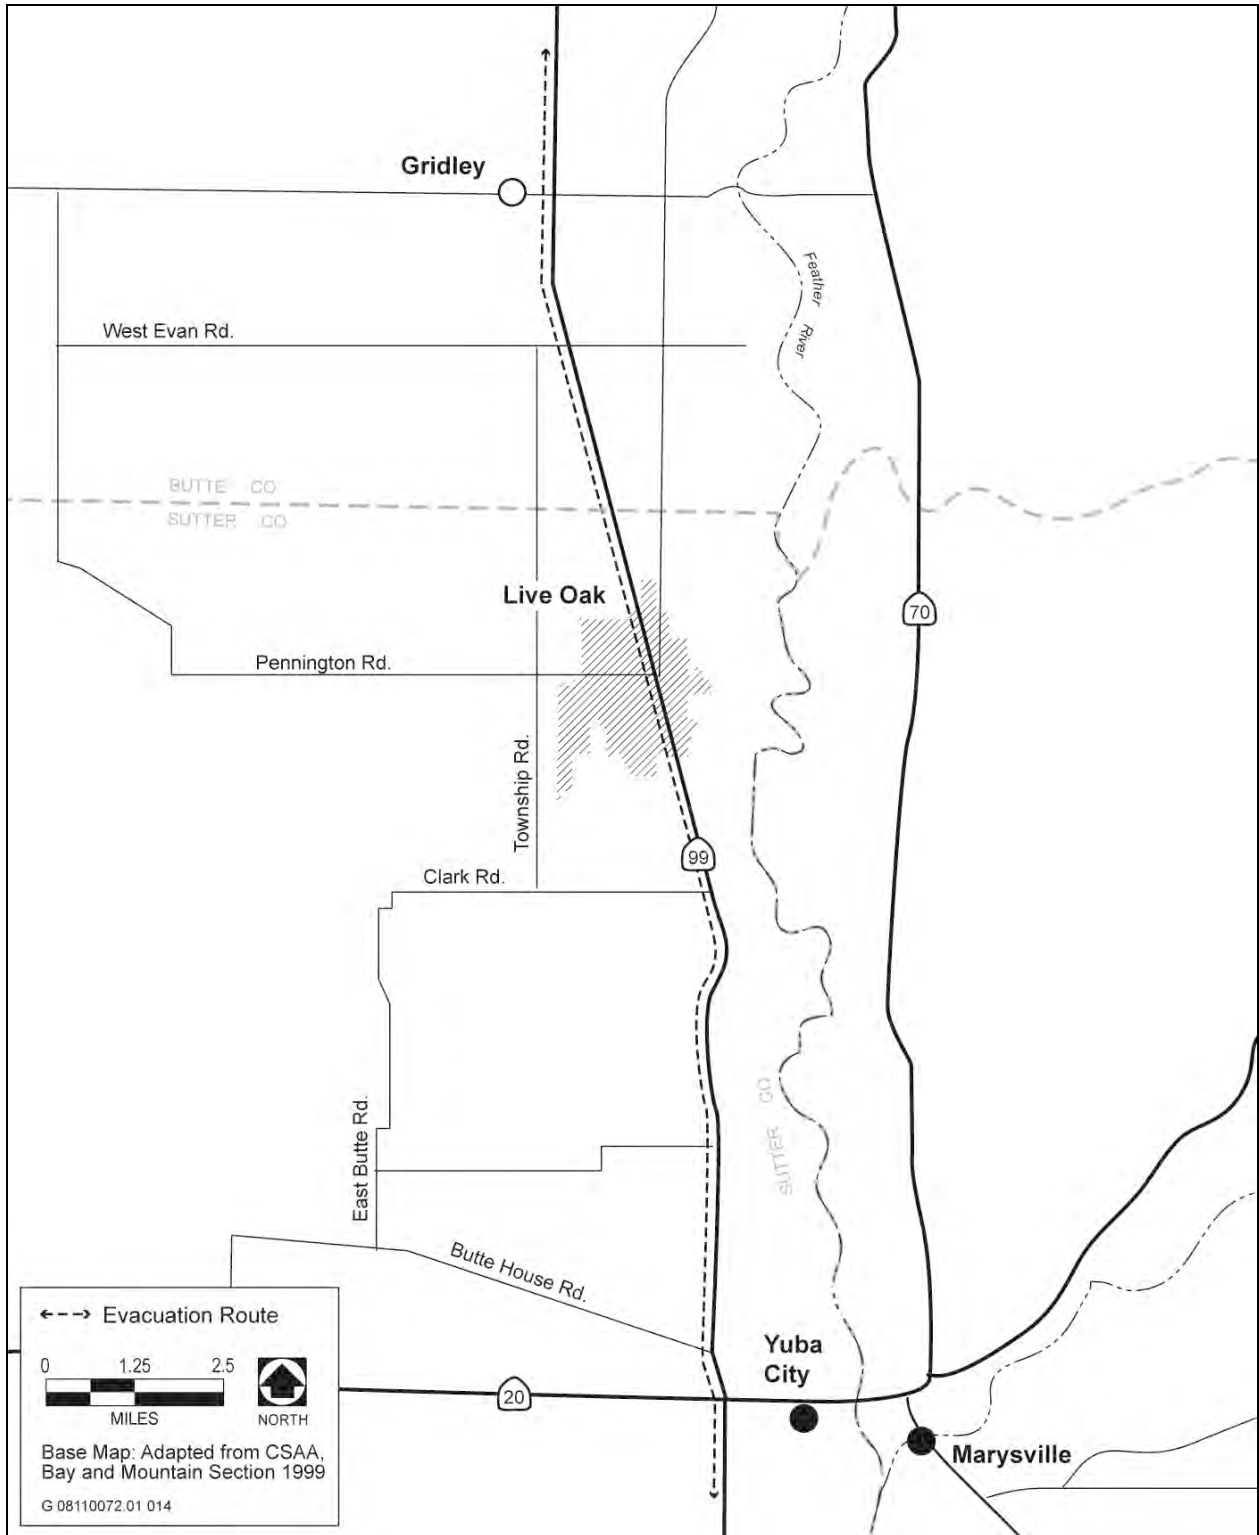 Gridley
West Evan Rd.
Feather
River
BUTTE CO
SUTTER CO
Live Oak
70
Pennington Rd.
Township Rd.
99
Clark Rd.
SUTTER CO
East Butte Rd.
Butte House Rd.
Evacuation Route
0 1.25 2.5
MILES
NORTH
Base Map: Adapted from CSAA,
Bay and Mountain Section 1999
G 08110072.01 014
20
Yuba
City
Marysville